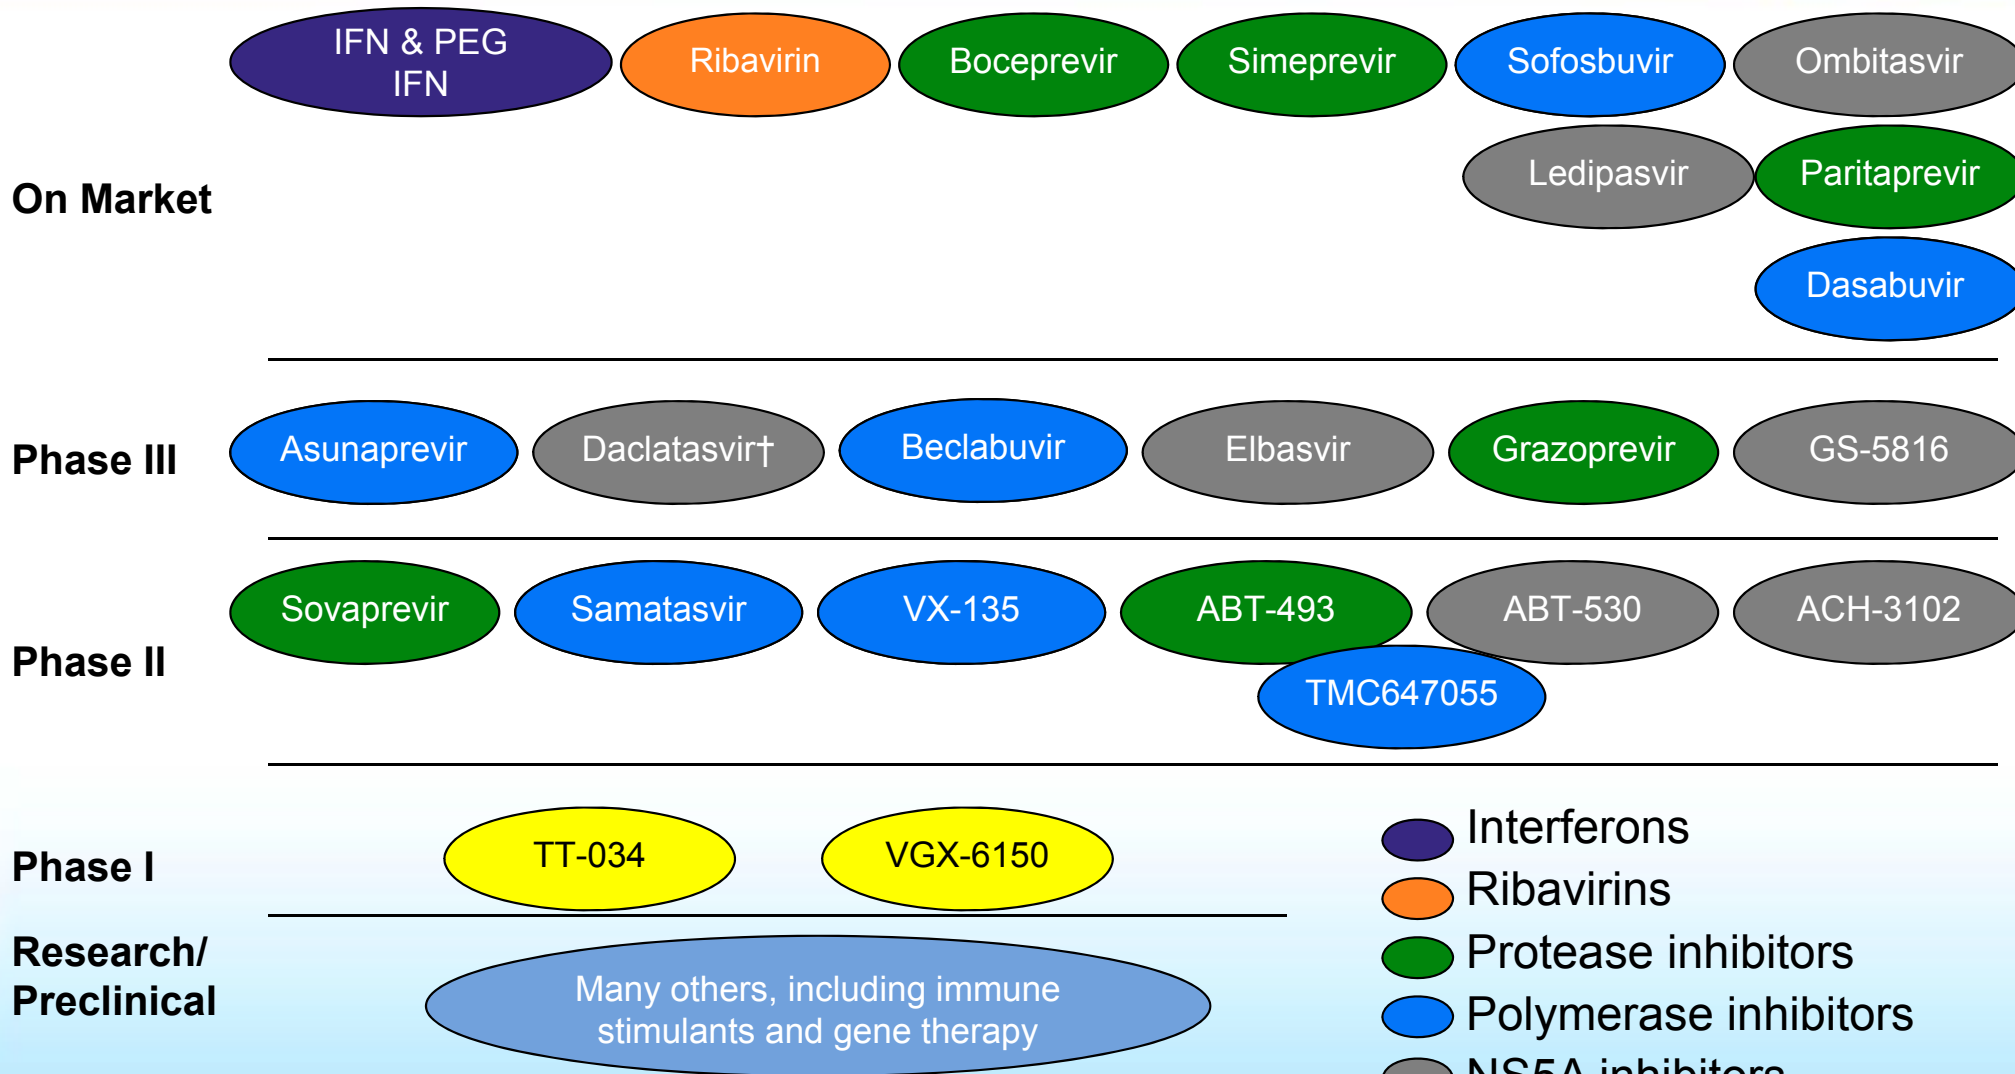 IFN & PEG
IFN
Ribavirin
Boceprevir
Simeprevir
Sofosbuvir
Ombitasvir
Ledipasvir
Paritaprevir
On Market
Dasabuvir
Phase III
Asunaprevir
Daclatasvir†
Beclabuvir
Elbasvir
Grazoprevir
GS-5816
Phase II
Sovaprevir
Samatasvir
VX-135
ABT-493
ABT-530
ACH-3102
TMC647055
Phase I
TT-034
VGX-6150
Research/
Preclinical
Many others, including immune
stimulants and gene therapy
Interferons
Ribavirins
Protease inhibitors
Polymerase inhibitors
NS5A inhibitors